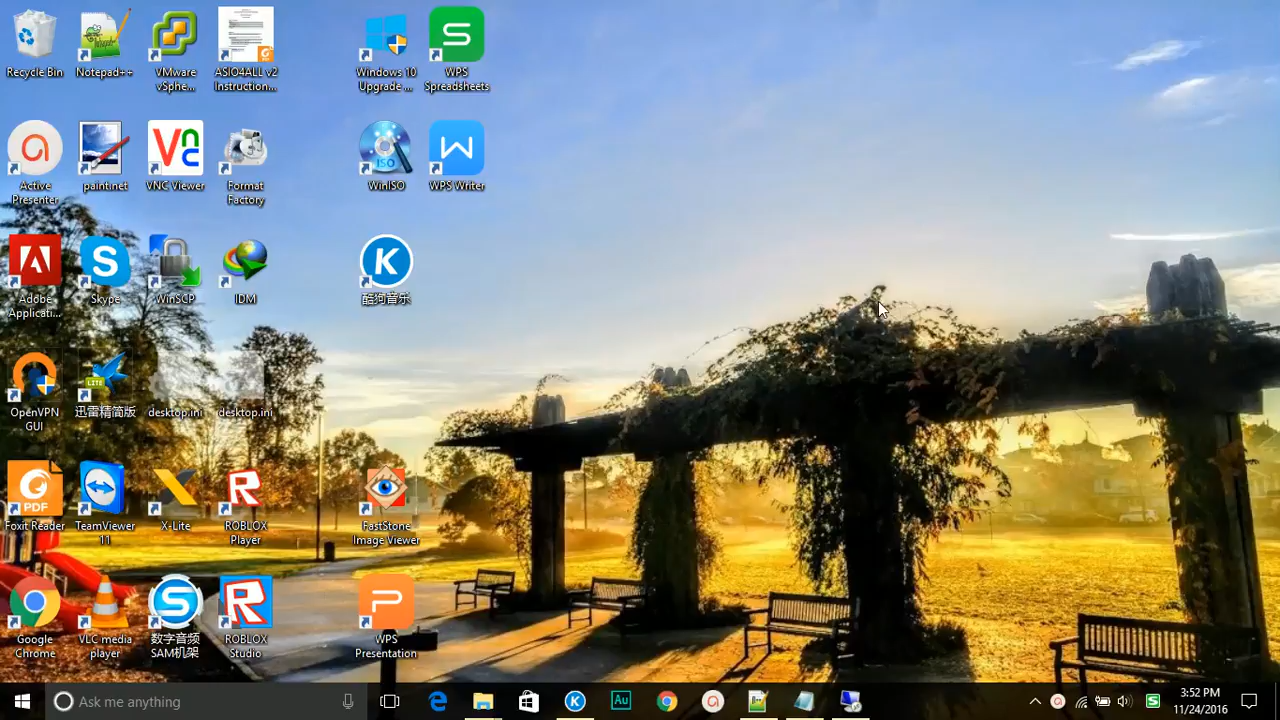 Recycle Bin
Notepad++
VMware
vSphe...
ASIO4ALL v2
Instruction...
Windows 10
Upgrade ...
WPS
Spreadsheets
Active
Presenter
paint.net
VNC Viewer
Format
Factory
WinISO
WPS Writer
Adobe
Applicati...
Skype
WinSCP
IDM
酷狗音乐
OpenVPN
GUI
迅雷精简版
desktop.ini
desktop.ini
Foxit Reader
TeamViewer
11
X-Lite
ROBLOX
Player
FastStone
Image Viewer
Google
Chrome
VLC media
player
数字音频
SAM机架
ROBLOX
Studio
WPS
Presentation
Ask me anything
3:52 PM
11/24/2016